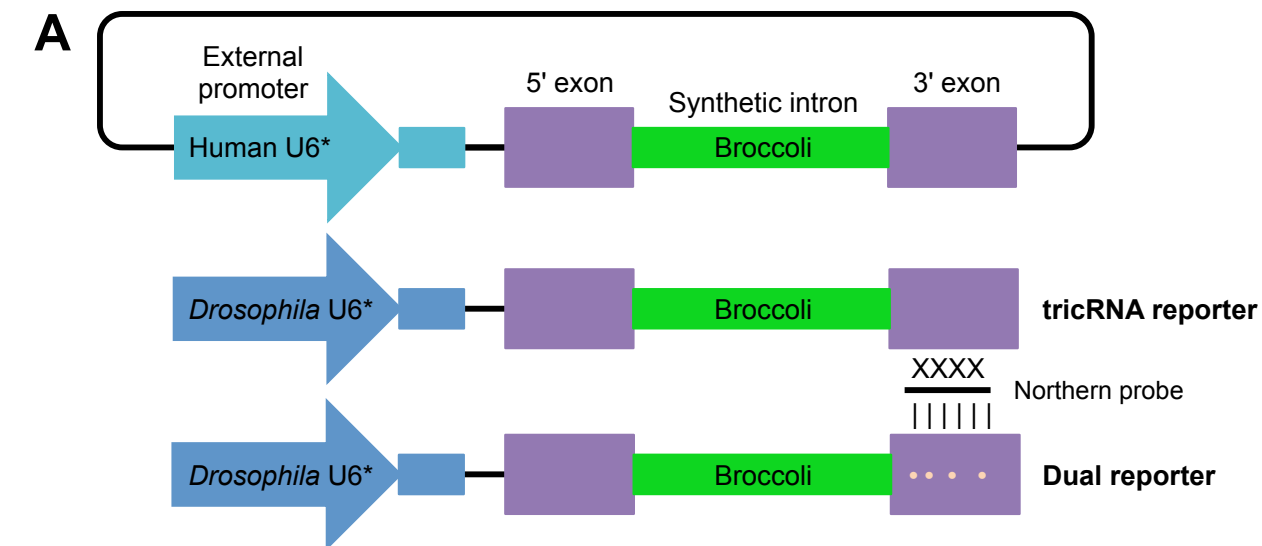 A
External
promoter
5' exon
Synthetic intron
3' exon
Human U6*
Broccoli
Drosophila U6*
Broccoli
tricRNA reporter
XXXX
Northern probe
Drosophila U6*
Broccoli
Dual reporter